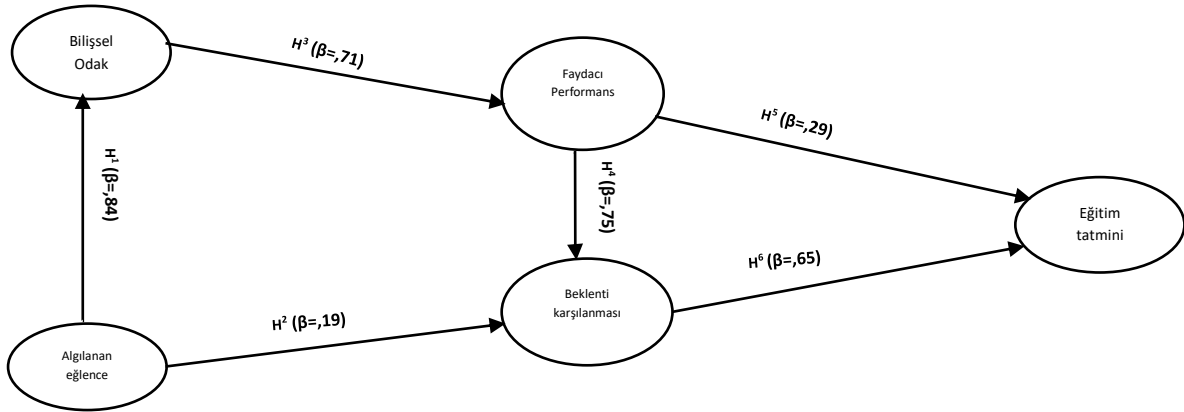 Bilişsel
Odak
H³ (β=,71)
Faydacı
Performans
H⁵ (β=,29)
H¹ (β=,84)
H⁴ (β=,75)
Eğitim
tatmini
Beklenti
karşılanması
H⁶ (β=,65)
H² (β=,19)
Algılanan
eğlence